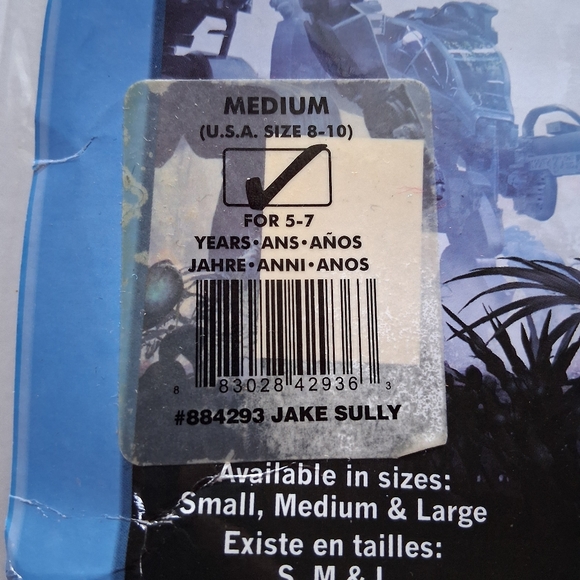 MEDIUM
(U.S.A. SIZE 8-10)
FOR 5-7
YEARS•ANS•AÑOS
JAHRE•ANNI•ANOS
8 83028 42936 3
#884293 JAKE SULLY
Available in sizes:
Small, Medium & Large
Existe en tailles:
S, M & L